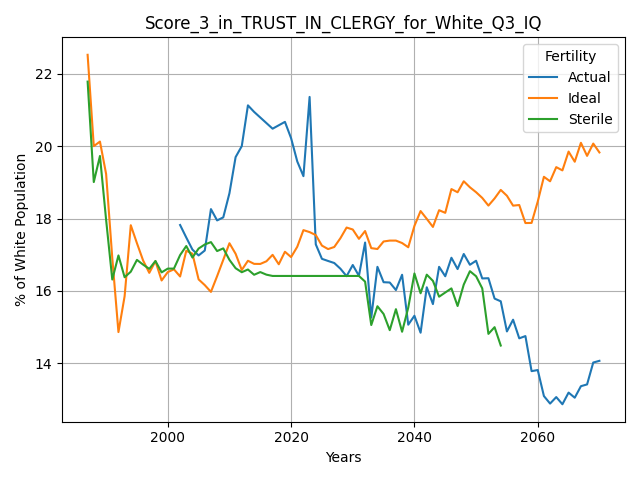 Score_3_in_TRUST_IN_CLERGY_for_White_Q3_IQ
% of White Population
22
20
18
16
14
Fertility
Actual
Ideal
Sterile
2000 2020 2040 2060
Years